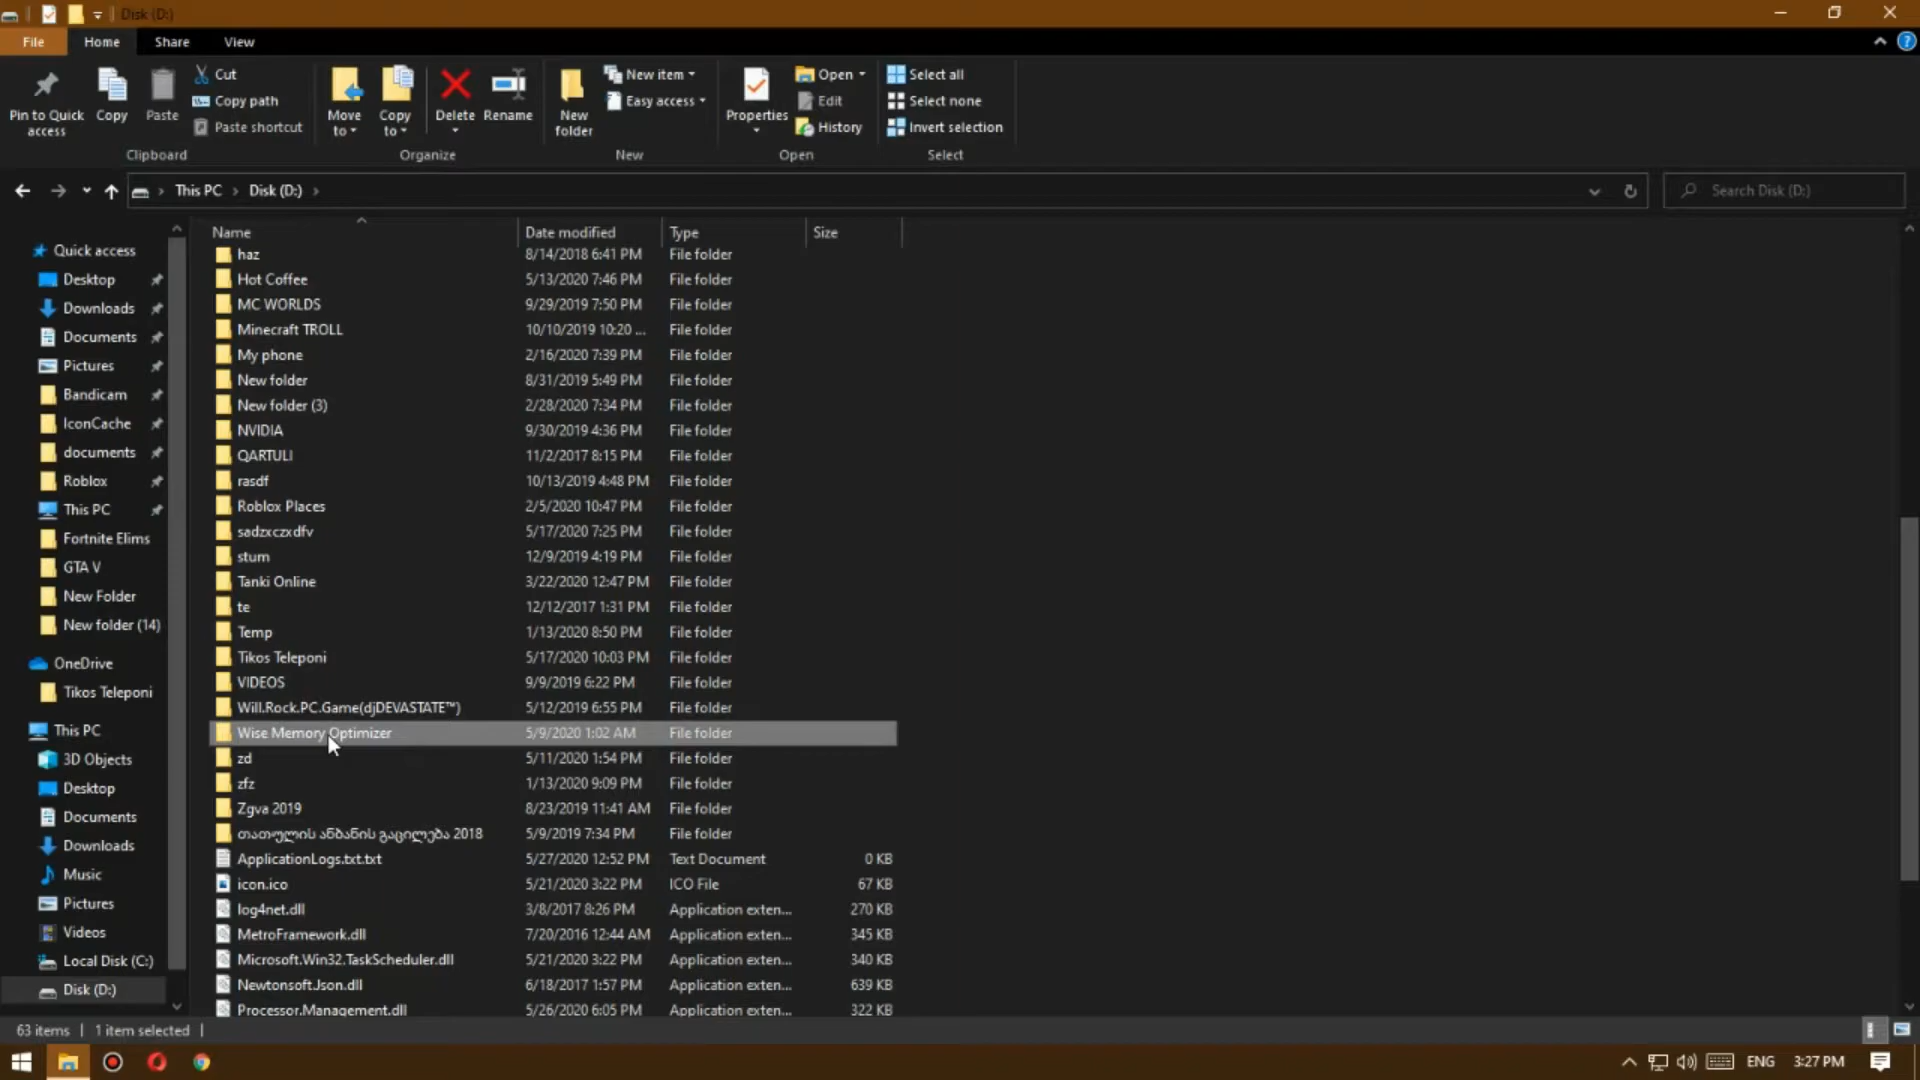 Disk (D:)
File Home Share View
Pin to Quick access
Copy
Paste
Cut
Copy path
Paste shortcut
Clipboard
Move to
Copy to
Delete
Rename
Organize
New folder
New item
Easy access
New
Properties
Open
Edit
History
Open
Select all
Select none
Invert selection
Select
This PC > Disk (D:) >
Search Disk (D:)
Quick access
Desktop
Downloads
Documents
Pictures
Bandicam
IconCache
documents
Roblox
This PC
Fortnite Elims
GTA V
New Folder
New folder (14)
OneDrive
Tikos Teleponi
This PC
3D Objects
Desktop
Documents
Downloads
Music
Pictures
Videos
Local Disk (C:)
Disk (D:)
Name Date modified Type Size
haz 8/14/2018 6:41 PM File folder
Hot Coffee 5/13/2020 7:46 PM File folder
MC WORLDS 9/29/2019 7:50 PM File folder
Minecraft TROLL 10/10/2019 10:20 ... File folder
My phone 2/16/2020 7:39 PM File folder
New folder 8/31/2019 5:49 PM File folder
New folder (3) 2/28/2020 7:34 PM File folder
NVIDIA 9/30/2019 4:36 PM File folder
QARTULI 11/2/2017 8:15 PM File folder
rasdf 10/13/2019 4:48 PM File folder
Roblox Places 2/5/2020 10:47 PM File folder
sadzxczxdfv 5/17/2020 7:25 PM File folder
stum 12/9/2019 4:19 PM File folder
Tanki Online 3/22/2020 12:47 PM File folder
te 12/12/2017 1:31 PM File folder
Temp 1/13/2020 8:50 PM File folder
Tikos Teleponi 5/17/2020 10:03 PM File folder
VIDEOS 9/9/2019 6:22 PM File folder
Will.Rock.PC.Game(djDEVASTATE™) 5/12/2019 6:55 PM File folder
Wise Memory Optimizer 5/9/2020 1:02 AM File folder
zd 5/11/2020 1:54 PM File folder
zfz 1/13/2020 9:09 PM File folder
Zgva 2019 8/23/2019 11:41 AM File folder
თათულის ანბანის გაცილება 2018 5/9/2019 7:34 PM File folder
ApplicationLogs.txt.txt 5/27/2020 12:52 PM Text Document 0 KB
icon.ico 5/21/2020 3:22 PM ICO File 67 KB
log4net.dll 3/8/2017 8:26 PM Application exten... 270 KB
MetroFramework.dll 7/20/2016 12:44 AM Application exten... 345 KB
Microsoft.Win32.TaskScheduler.dll 5/21/2020 3:22 PM Application exten... 340 KB
Newtonsoft.Json.dll 6/18/2017 1:57 PM Application exten... 639 KB
Processor.Management.dll 5/26/2020 6:05 PM Application exten... 322 KB
63 items 1 item selected
ENG 3:27 PM